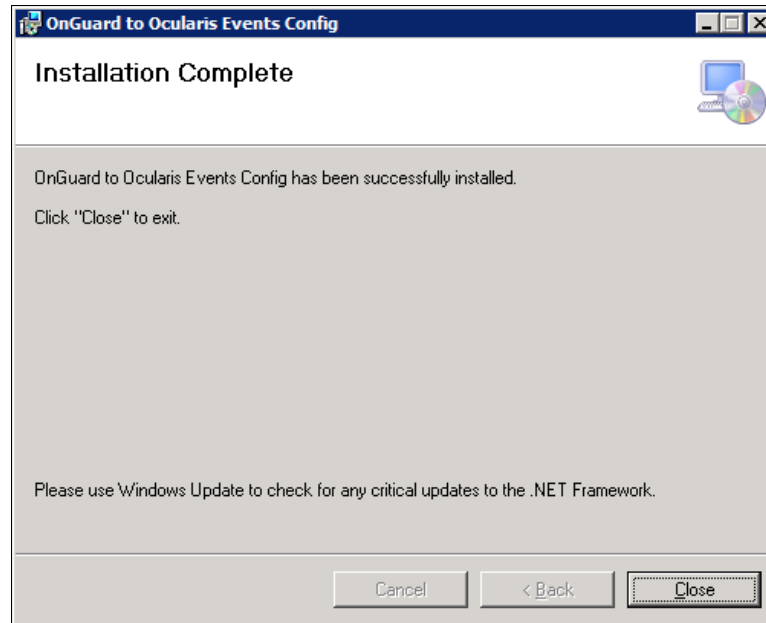 OnGuard to Ocularis Events Config
Installation Complete
OnGuard to Ocularis Events Config has been successfully installed.
Click "Close" to exit.
Please use Windows Update to check for any critical updates to the .NET Framework.
Cancel < Back Close